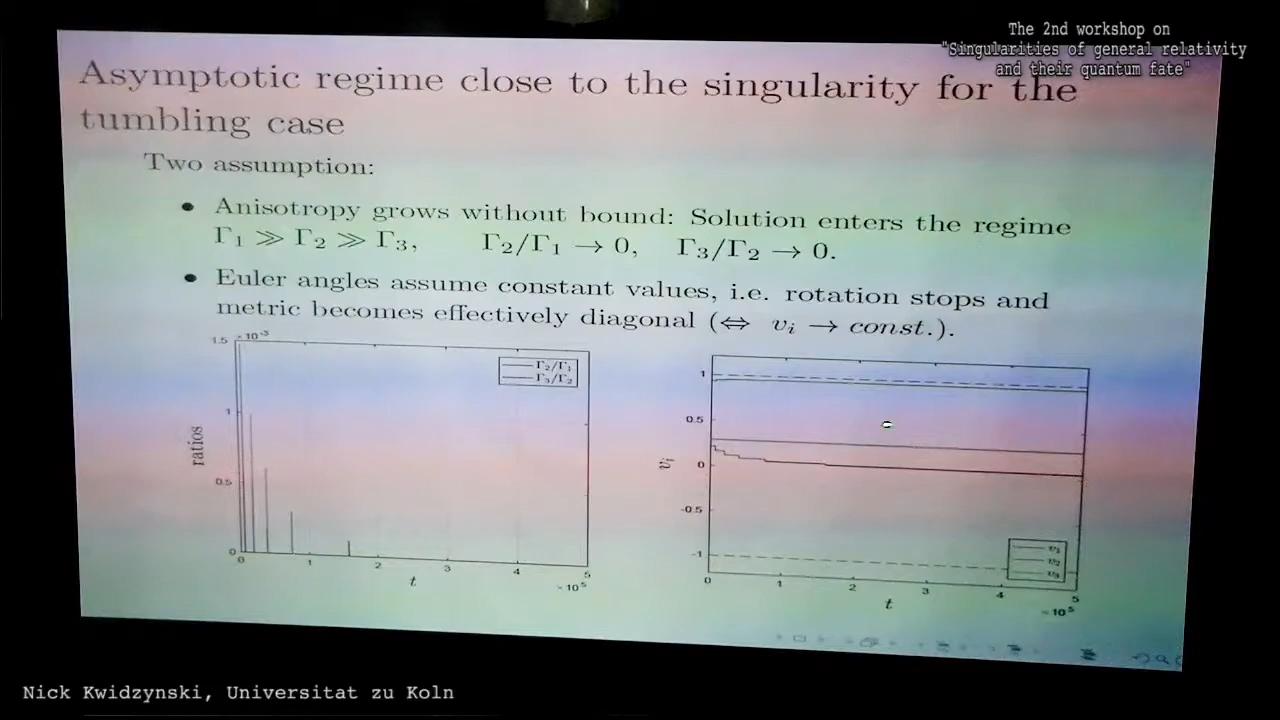 The 2nd workshop on
"Singularities of general relativity
and their quantum fate"
Asymptotic regime close to the singularity for the
tumbling case
Two assumption:
• Anisotropy grows without bound: Solution enters the regime
Γ₁ ≫ Γ₂ ≫ Γ₃, Γ₂/Γ₁ → 0, Γ₃/Γ₂ → 0.
• Euler angles assume constant values, i.e. rotation stops and
metric becomes effectively diagonal (⇔ vᵢ → const.).
1.5 ×10⁻³
Γ₂/Γ₁
Γ₃/Γ₂
1
ratios
0.5
0
0 1 2 3 4 5
t
×10⁵
1
0.5
vᵢ
0
-0.5
-1
v₁
v₂
v₃
0 1 2 3 4 5
t
×10⁵
Nick Kwidzynski, Universitat zu Koln